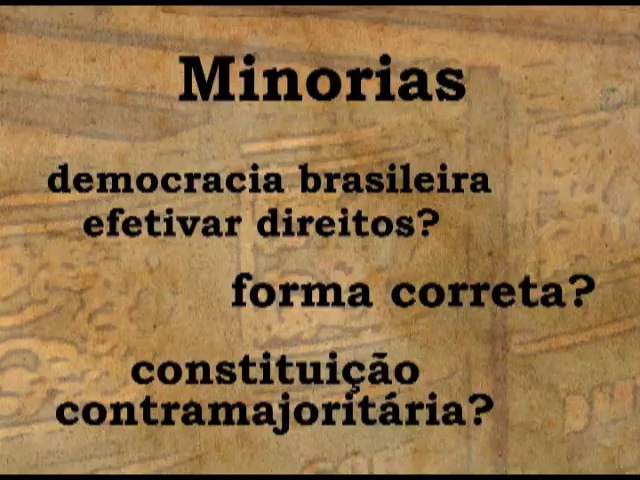 Minorias
democracia brasileira
efetivar direitos?
forma correta?
constituição
contramajoritária?